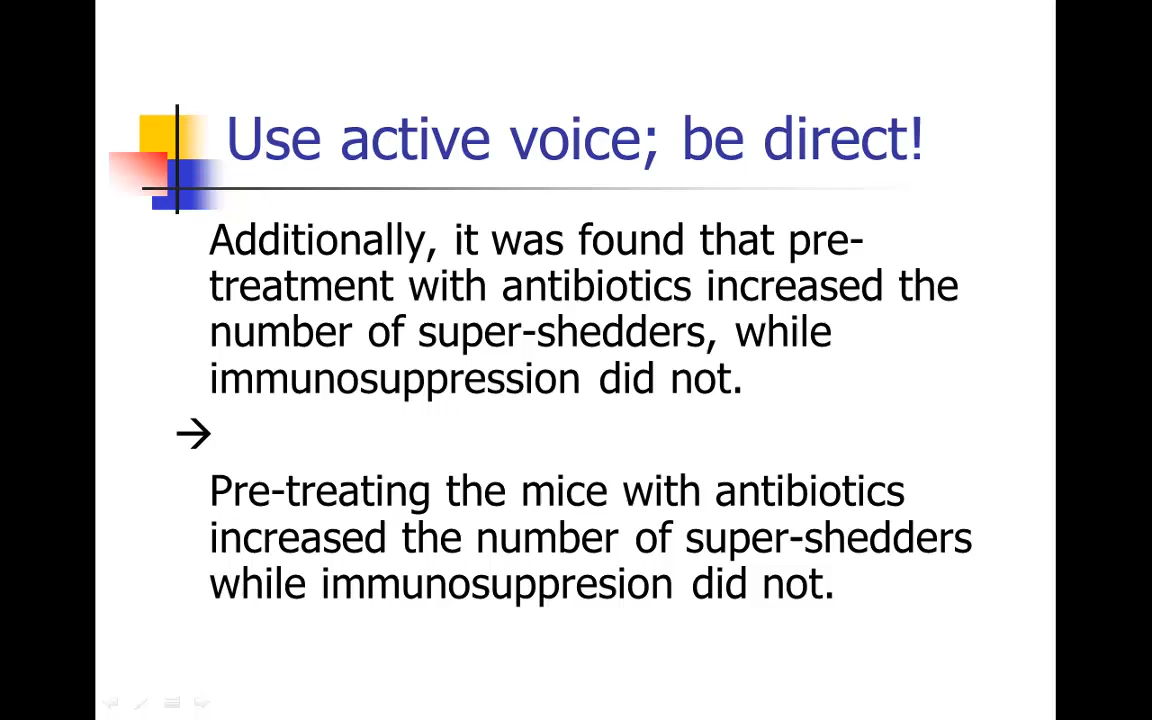 Use active voice; be direct!
Additionally, it was found that pre-
treatment with antibiotics increased the
number of super-shedders, while
immunosuppression did not.
→
Pre-treating the mice with antibiotics
increased the number of super-shedders
while immunosuppresion did not.